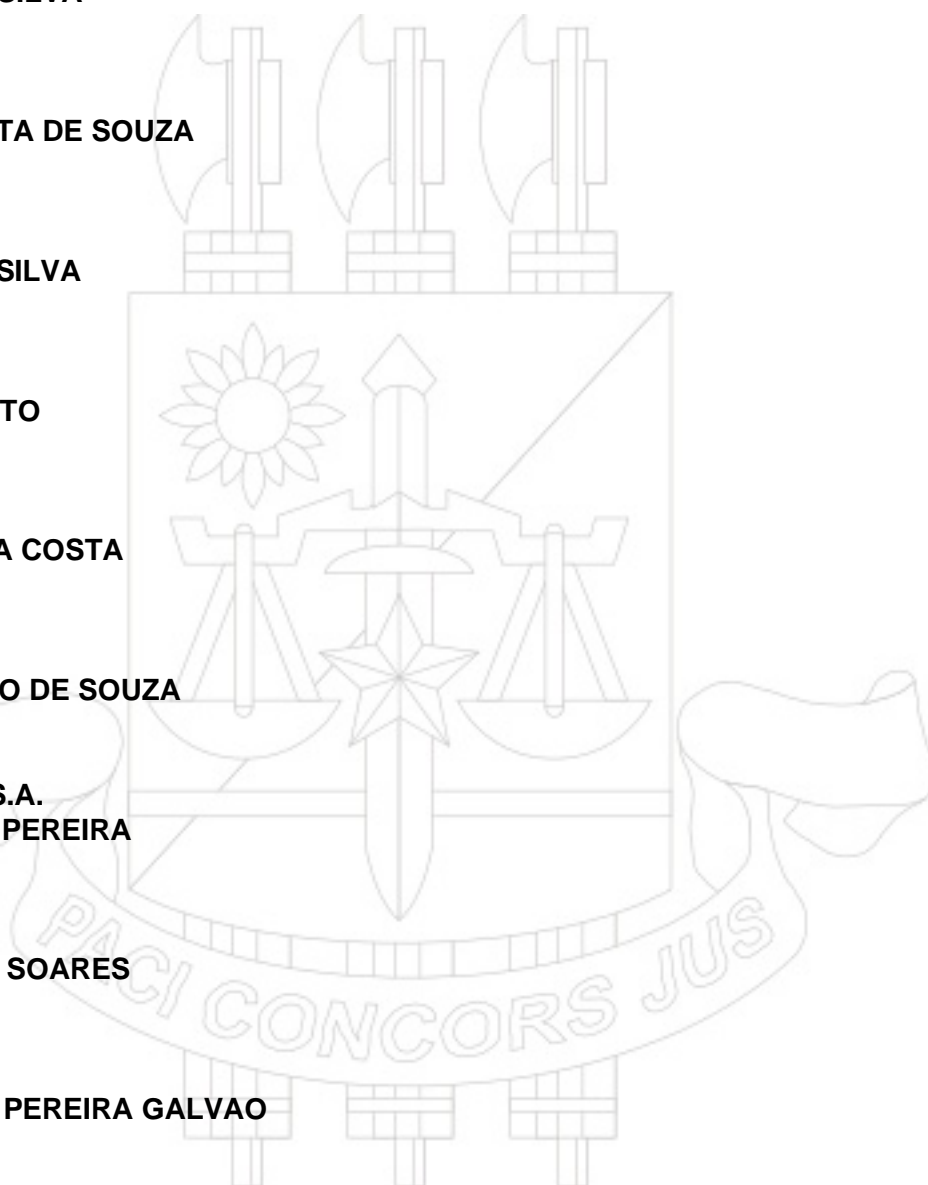 SILVA
TA DE SOUZA
SILVA
TO
A COSTA
O DE SOUZA
S.A.
PEREIRA
SOARES
PEREIRA GALVAO
PACI CONCORS JUS